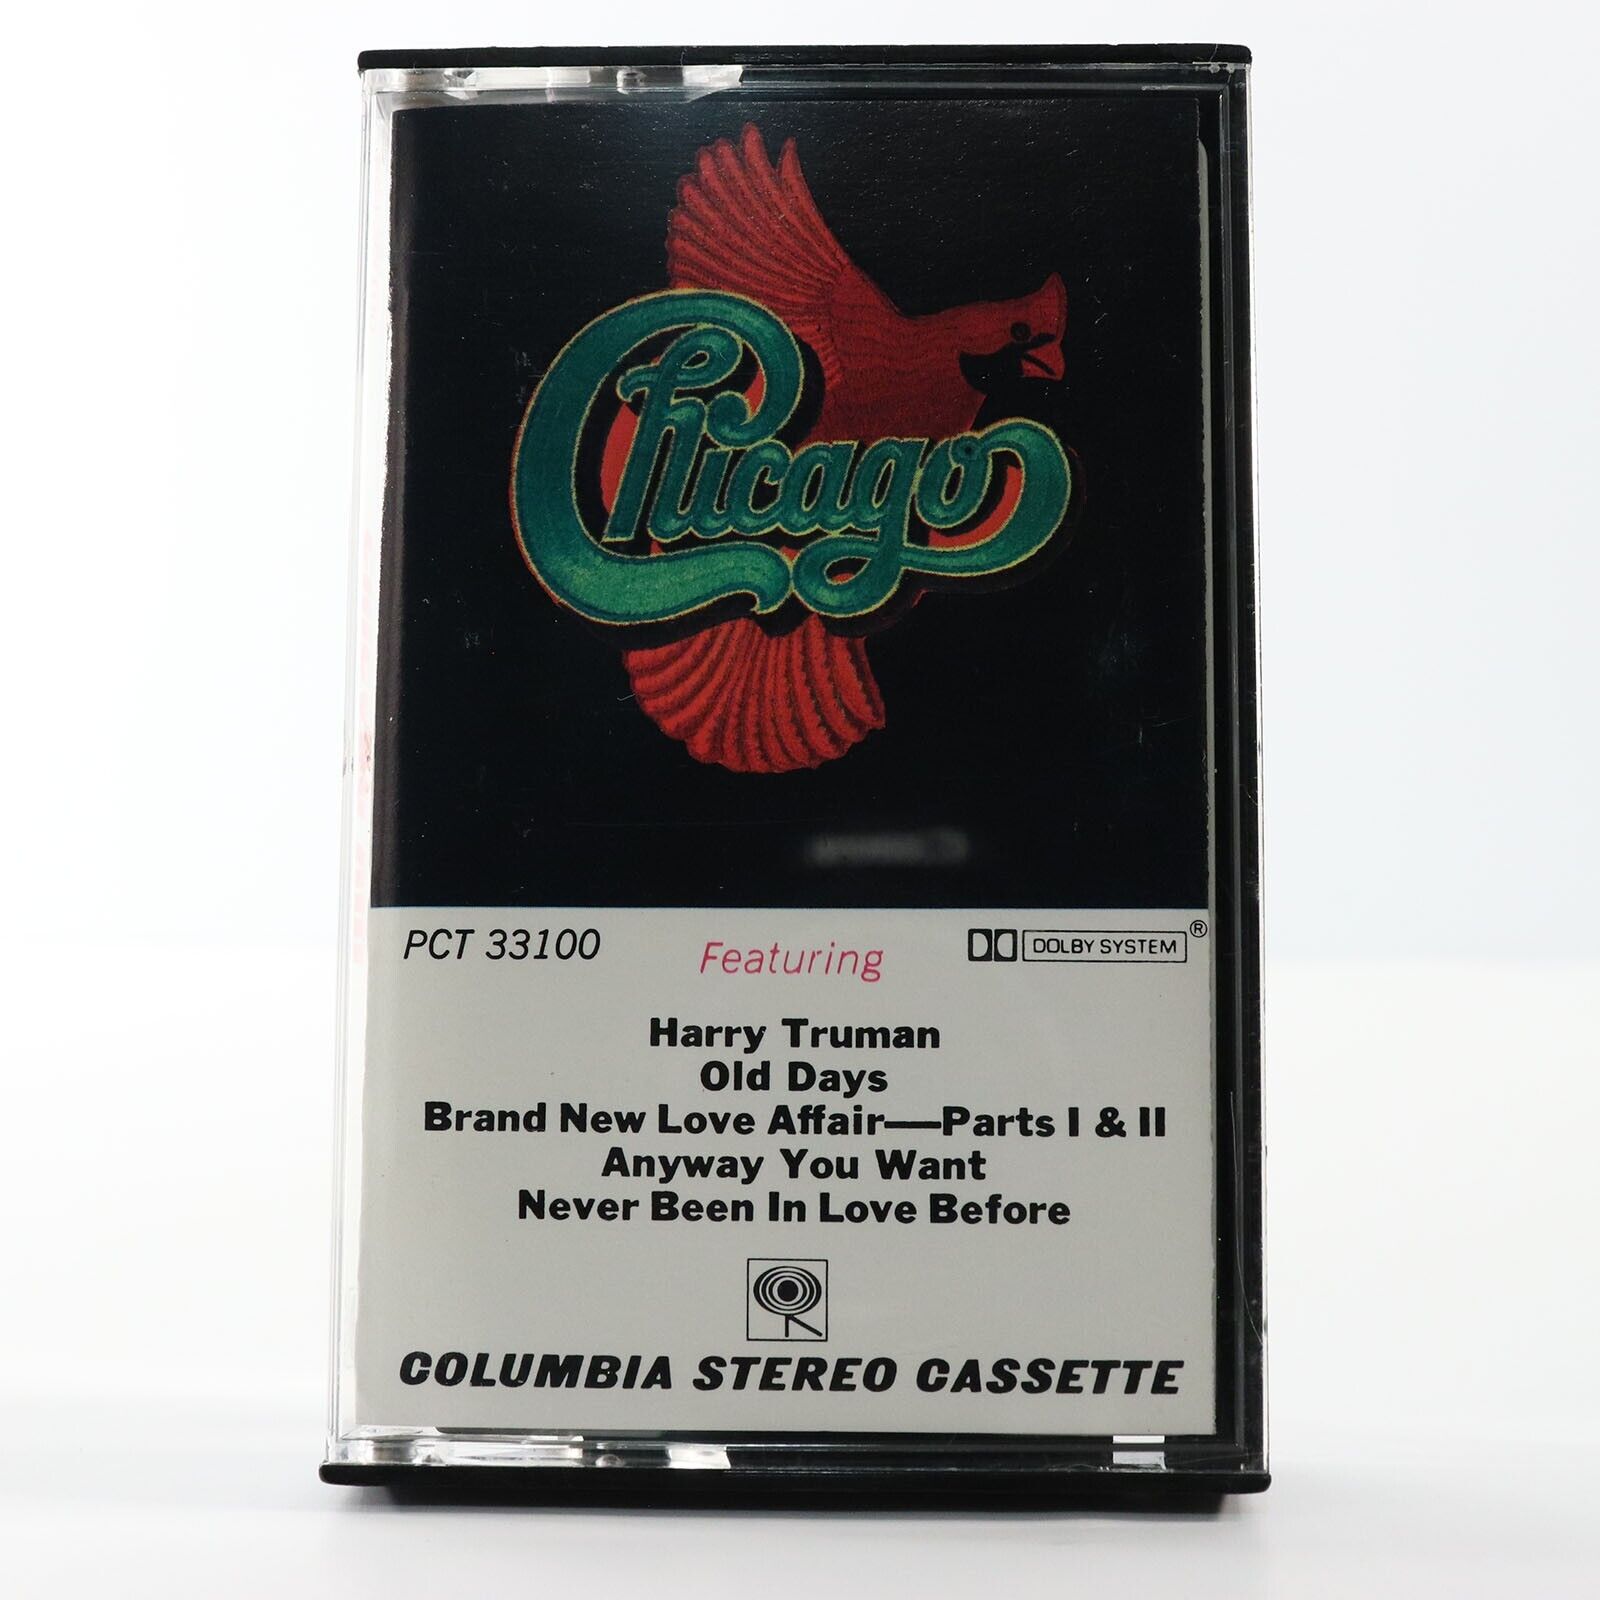 Chicago
PCT 33100
Featuring
DOLBY SYSTEM®
Harry Truman
Old Days
Brand New Love Affair—Parts I & II
Anyway You Want
Never Been In Love Before
COLUMBIA STEREO CASSETTE